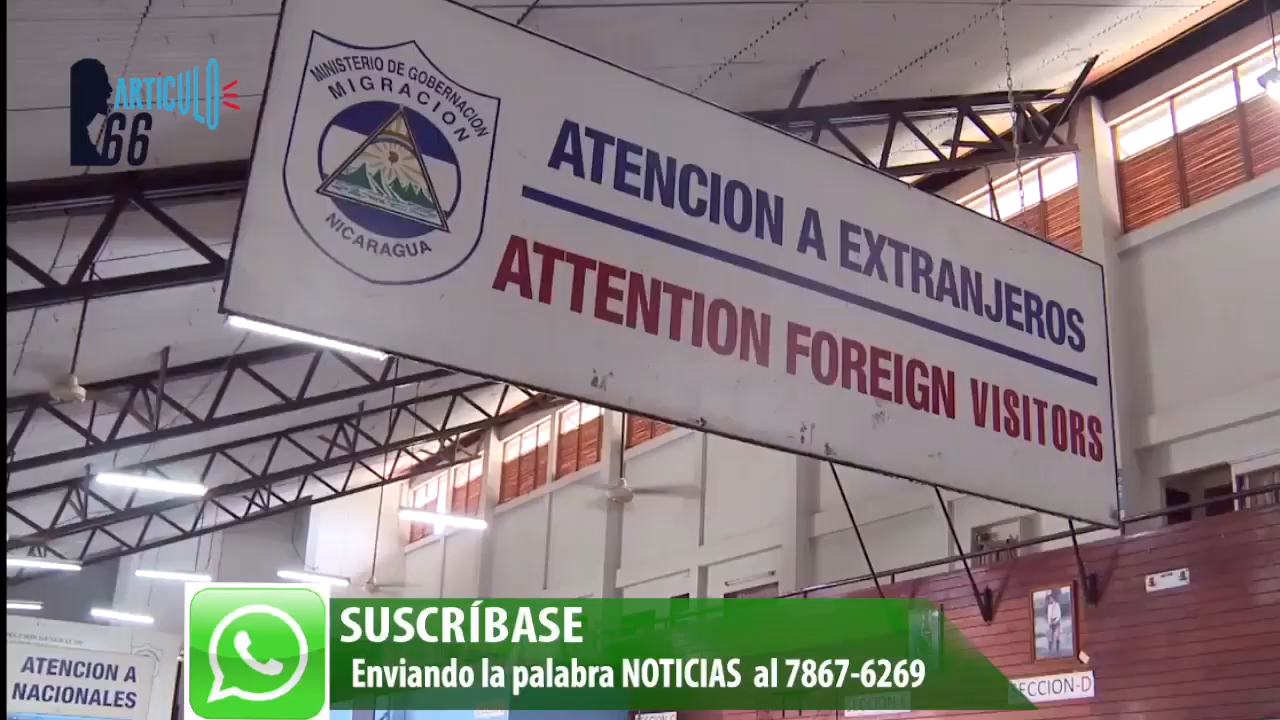 ARTICULO
66
MINISTERIO DE GOBERNACION
MIGRACION
NICARAGUA
ATENCION A EXTRANJEROS
ATTENTION FOREIGN VISITORS
ATENCION A
NACIONALES
SUSCRÍBASE
Enviando la palabra NOTICIAS al 7867-6269
SECCION-D